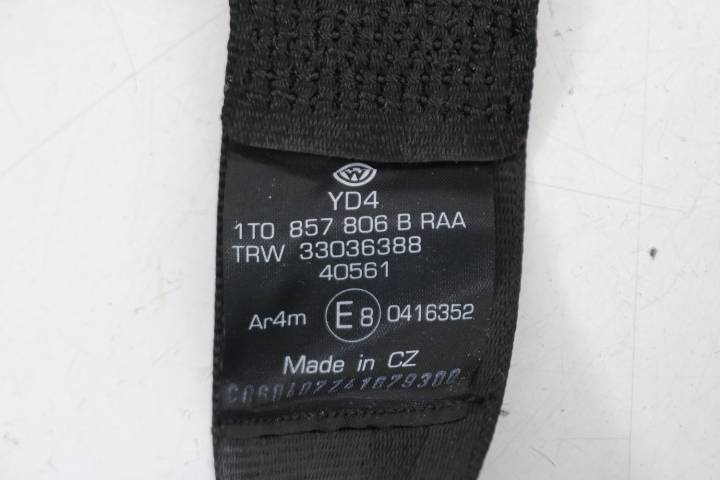 YD4
1T0 857 806 B RAA
TRW 33036388
40561
Ar4m E8 0416352
Made in CZ